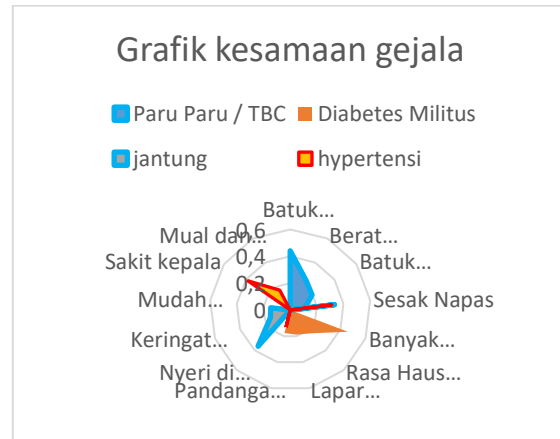 Grafik kesamaan gejala
Paru Paru / TBC
Diabetes Militus
jantung
hypertensi
Batuk...
Berat...
Batuk...
Sesak Napas
Banyak...
Rasa Haus...
Lapar...
Pandanga...
Nyeri di...
Keringat...
Mudah...
Sakit kepala
Mual dan...
0,6
0,4
0,2
0